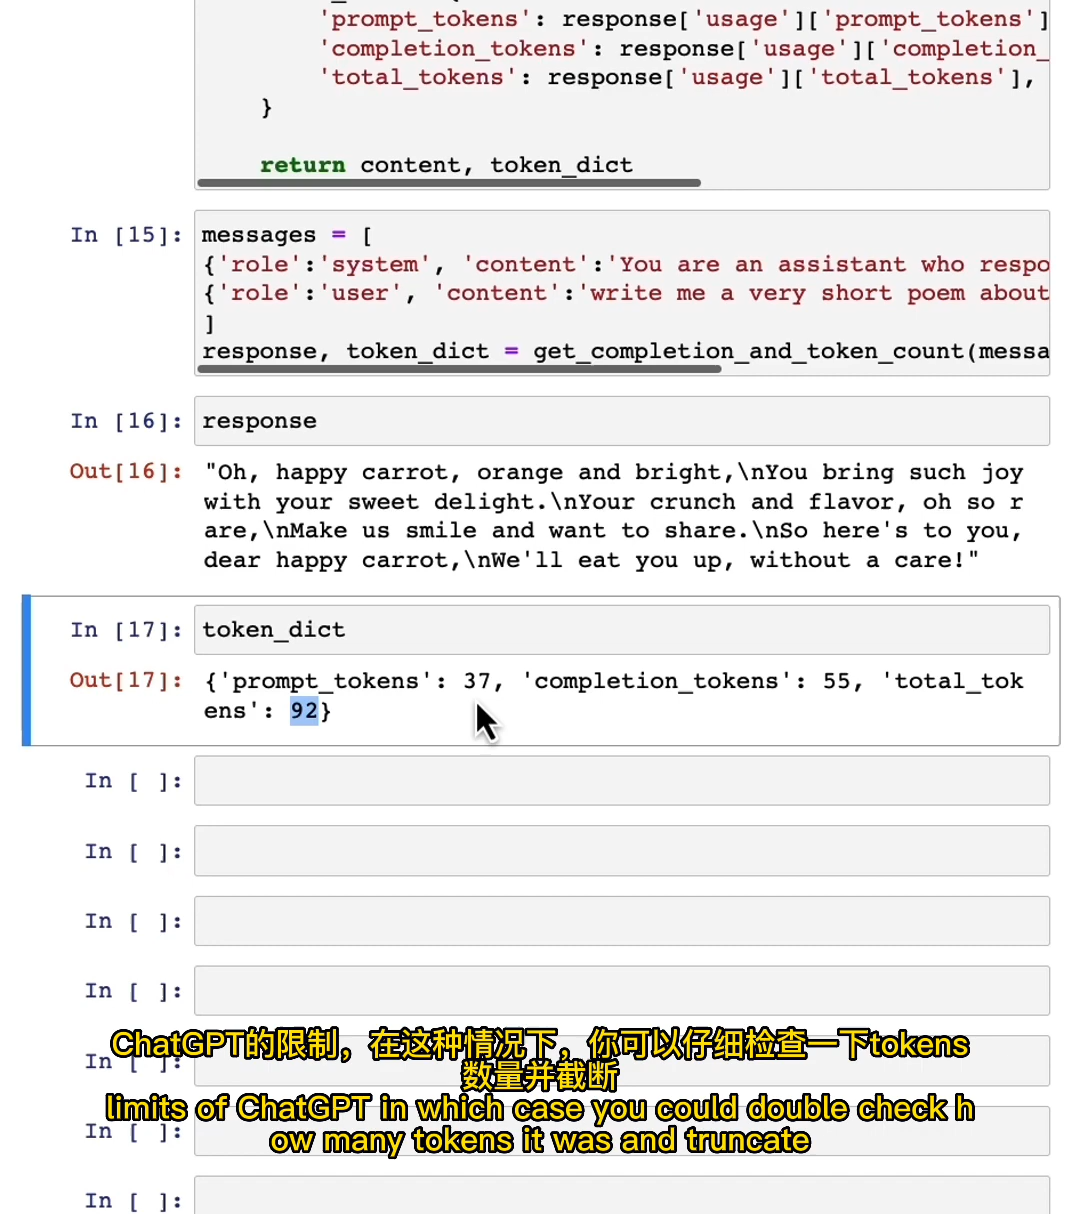 'prompt_tokens': response['usage']['prompt_tokens']
'completion_tokens': response['usage']['completion_
'total_tokens': response['usage']['total_tokens'],
}
return content, token_dict
In [15]: messages = [
{'role':'system', 'content':'You are an assistant who respo
{'role':'user', 'content':'write me a very short poem about
]
response, token_dict = get_completion_and_token_count(messa
In [16]: response
Out[16]: "Oh, happy carrot, orange and bright,\nYou bring such joy
with your sweet delight.\nYour crunch and flavor, oh so r
are,\nMake us smile and want to share.\nSo here's to you,
dear happy carrot,\nWe'll eat you up, without a care!"
In [17]: token_dict
Out[17]: {'prompt_tokens': 37, 'completion_tokens': 55, 'total_tok
ens': 92}
In [ ]:
In [ ]:
In [ ]:
In [ ]:
In [ ]:
ChatGPT的限制，在这种情况下，你可以仔细检查一下tokens
数量并截断
limits of ChatGPT in which case you could double check h
In [ ]:
ow many tokens it was and truncate
In [ ]: